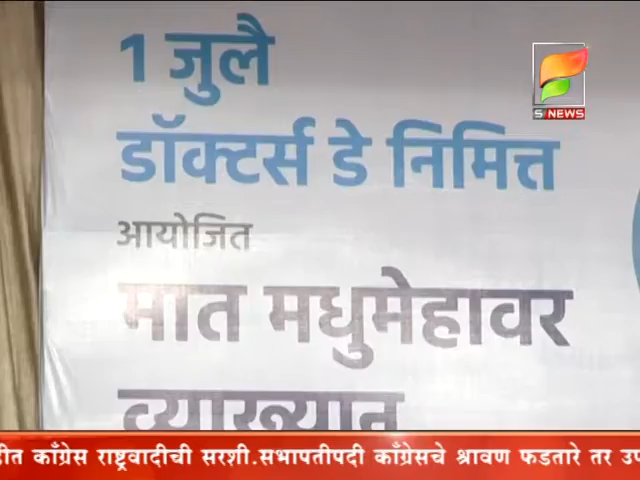 1 जुलै
S NEWS
डॉक्टर्स डे निमित्त
आयोजित
मात मधुमेहावर
व्याख्यान
काँग्रेस राष्ट्रवादीची सरशी.सभापतीपदी काँग्रेसचे श्रावण फडतारे तर